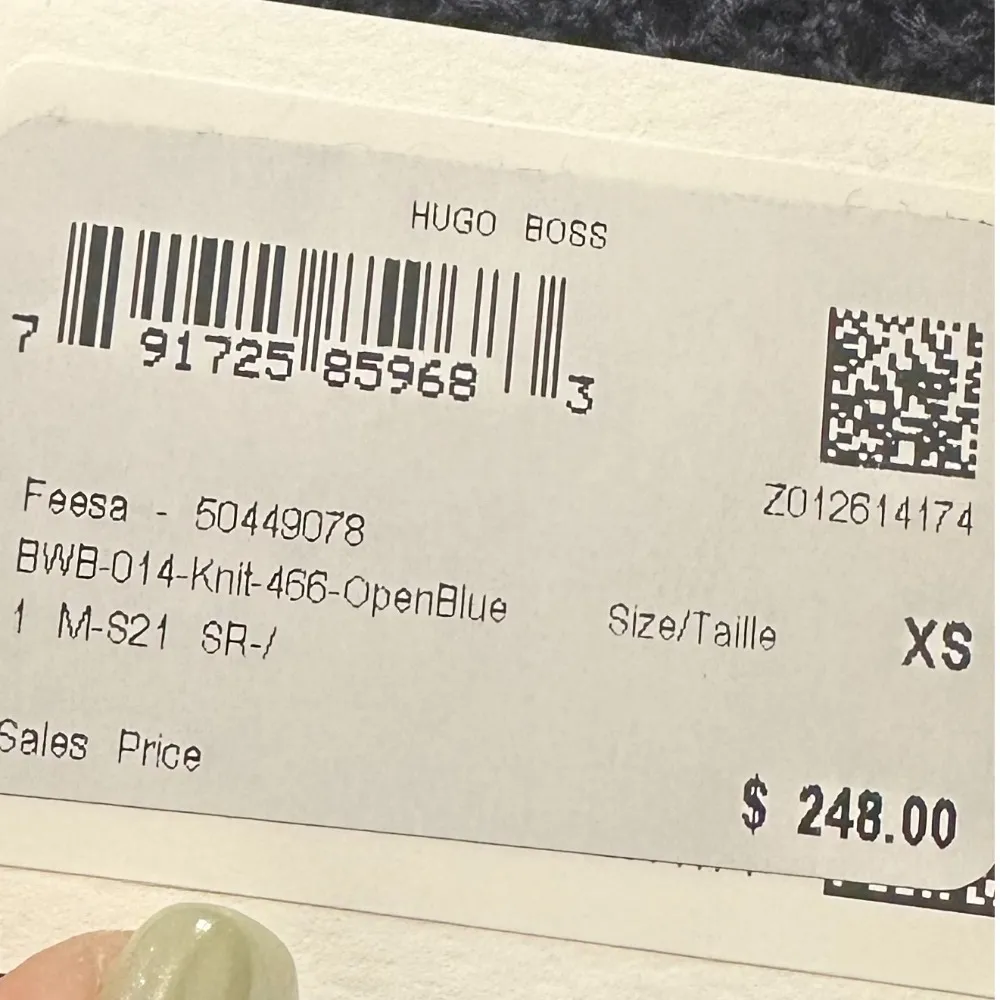 HUGO BOSS
7 91725 85968 3
Z012614174
Feesa - 50449078
BWB-014-Knit-466-OpenBlue
1 M-S21 SR-/
Size/Taille XS
Sales Price
$ 248.00